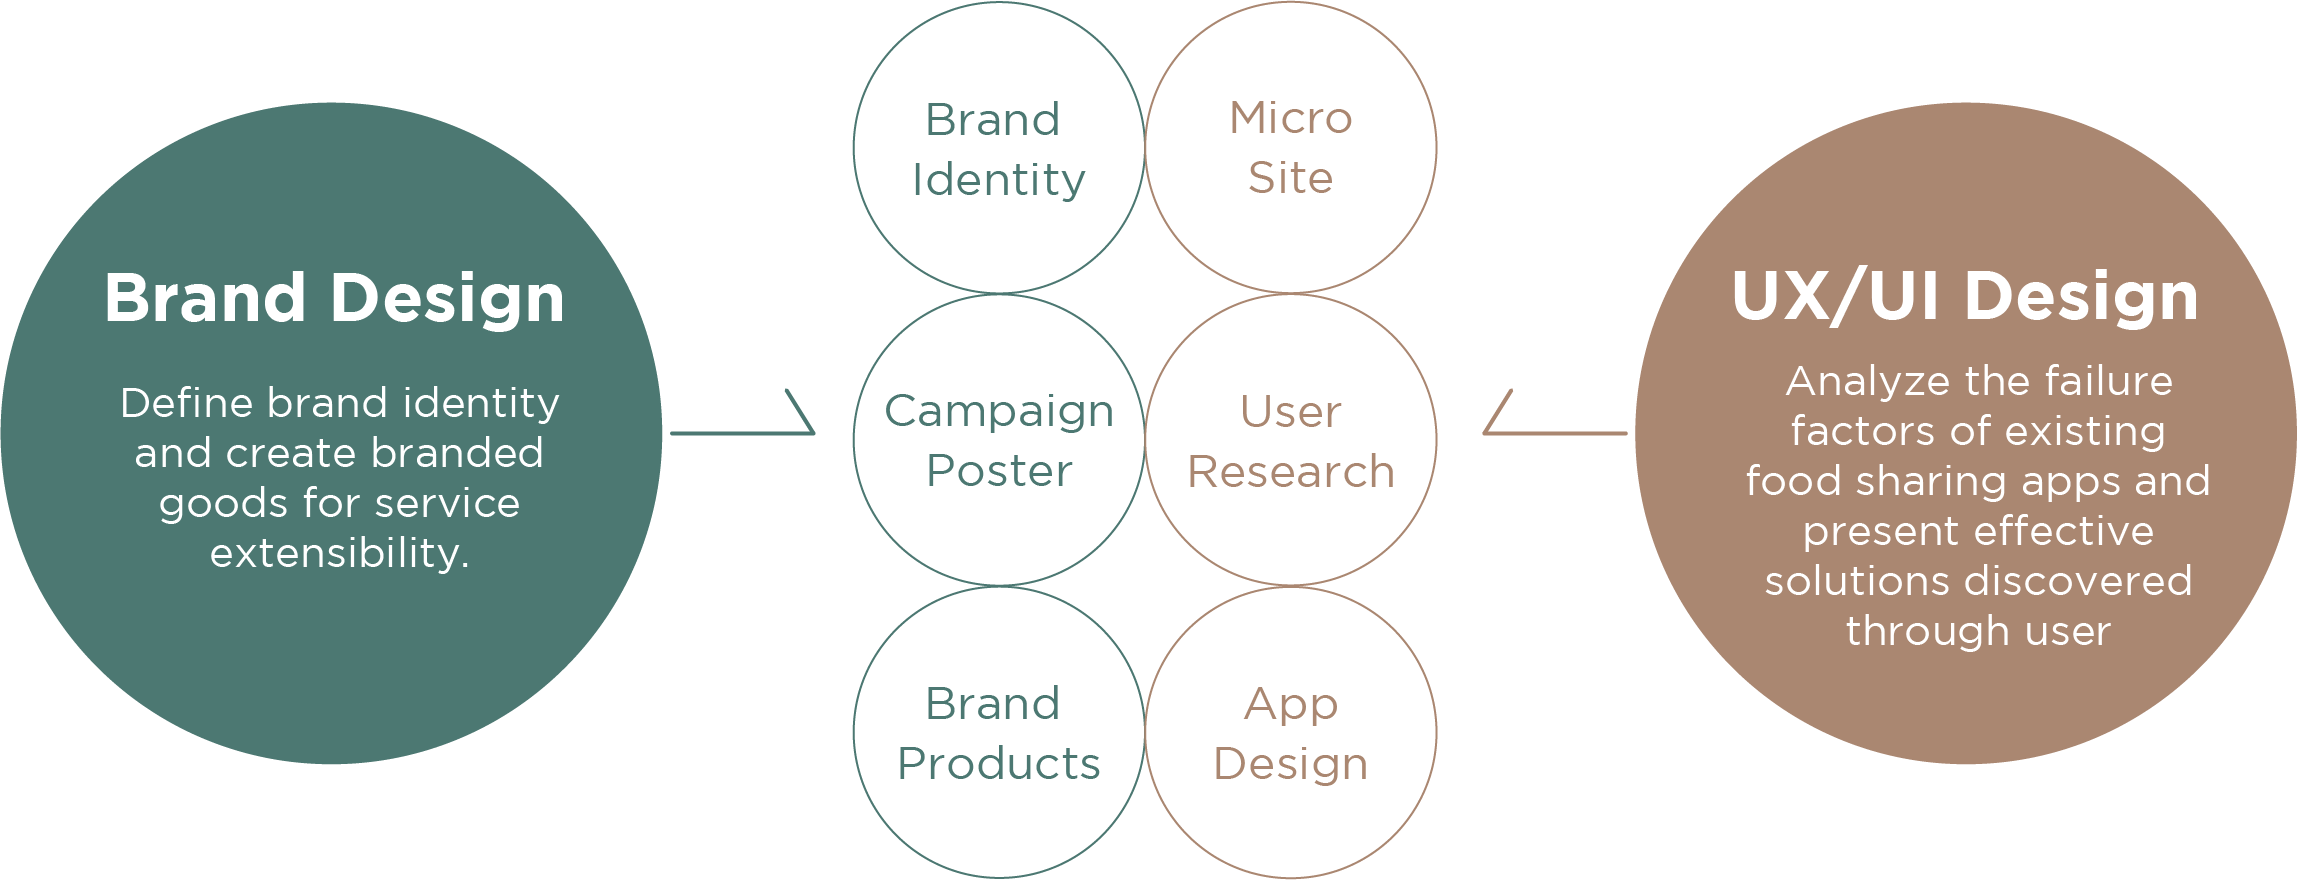 Brand Design
Define brand identity
and create branded
goods for service
extensibility.
Brand
Identity
Campaign
Poster
Brand
Products
Micro
Site
User
Research
App
Design
UX/UI Design
Analyze the failure
factors of existing
food sharing apps and
present effective
solutions discovered
through user